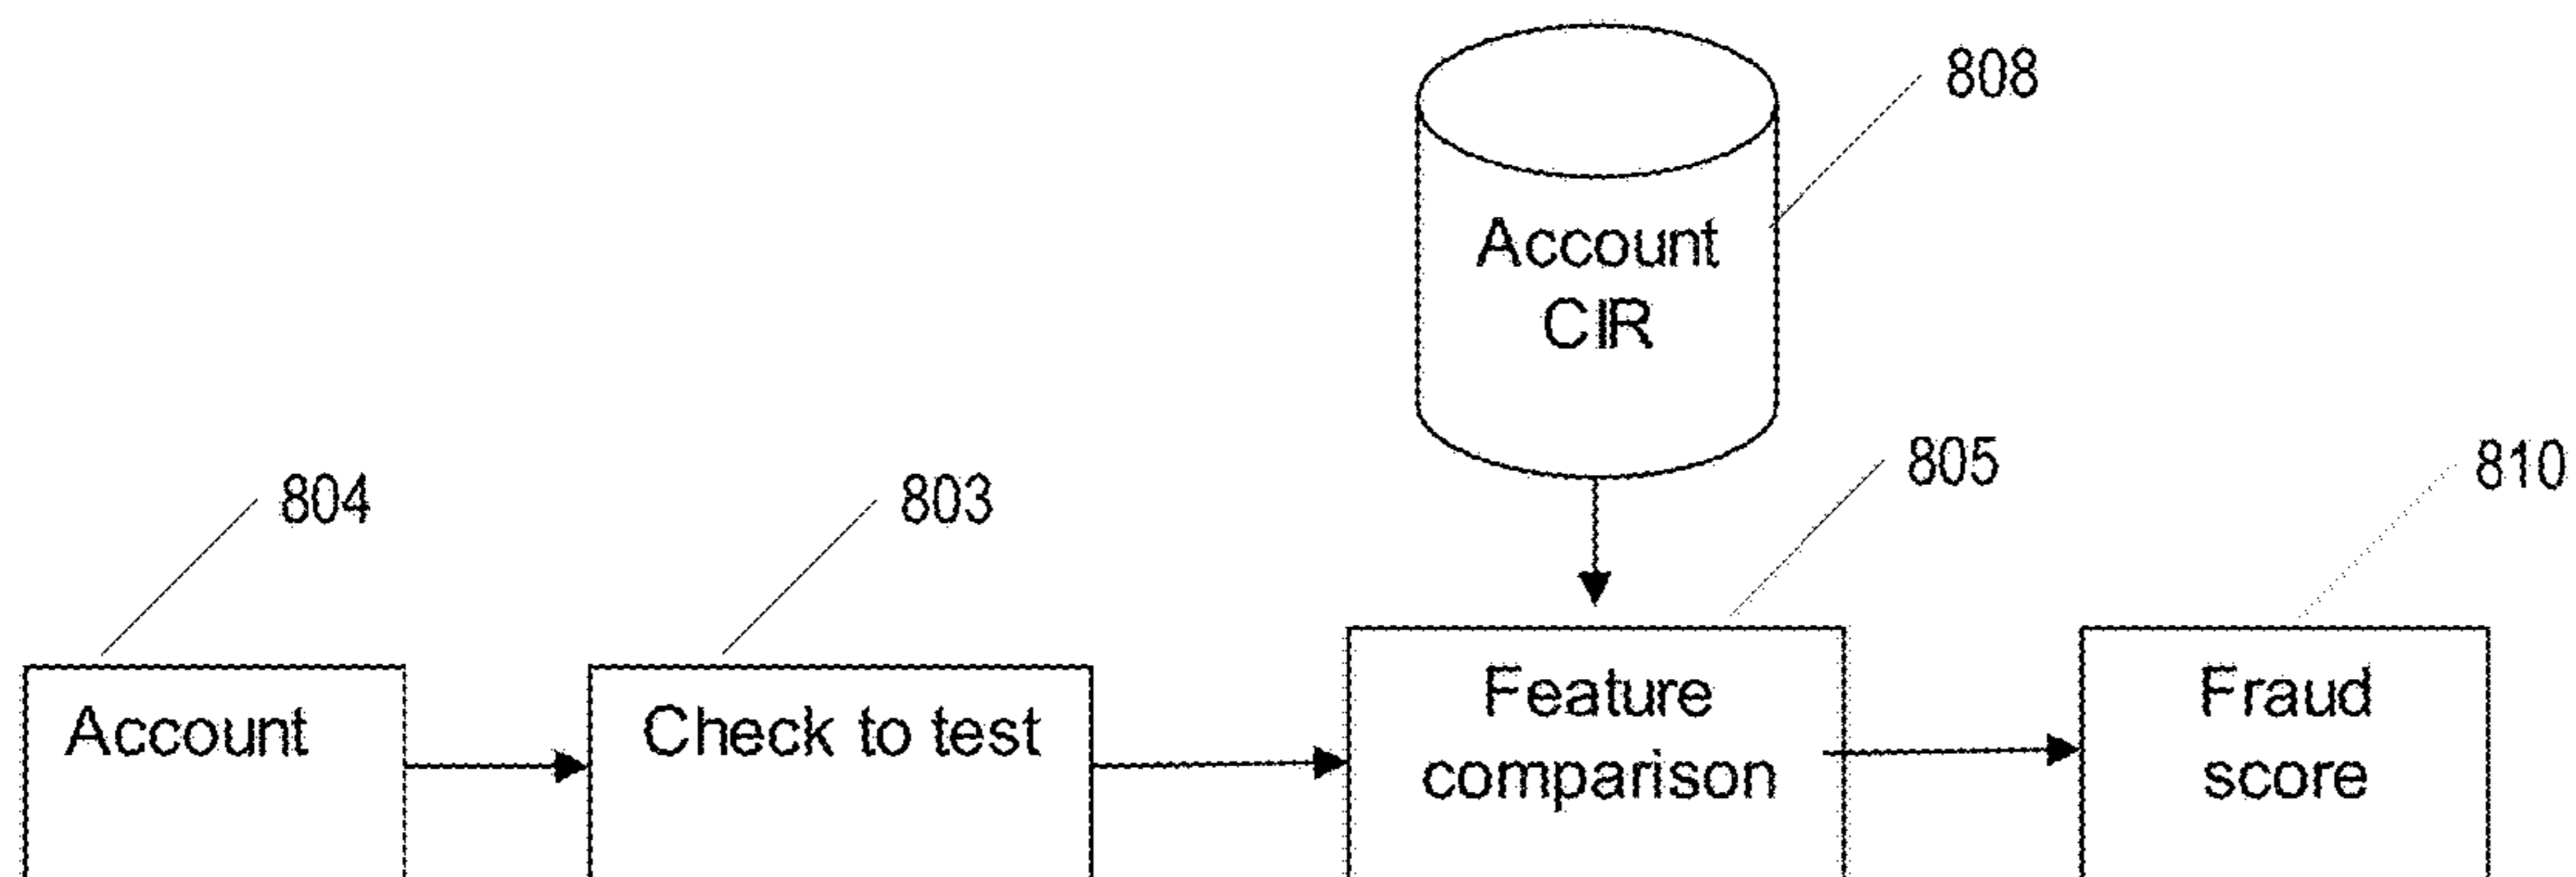 808
Account
CIR
805
810
804
803
Account
Check to test
Feature
comparison
Fraud
score